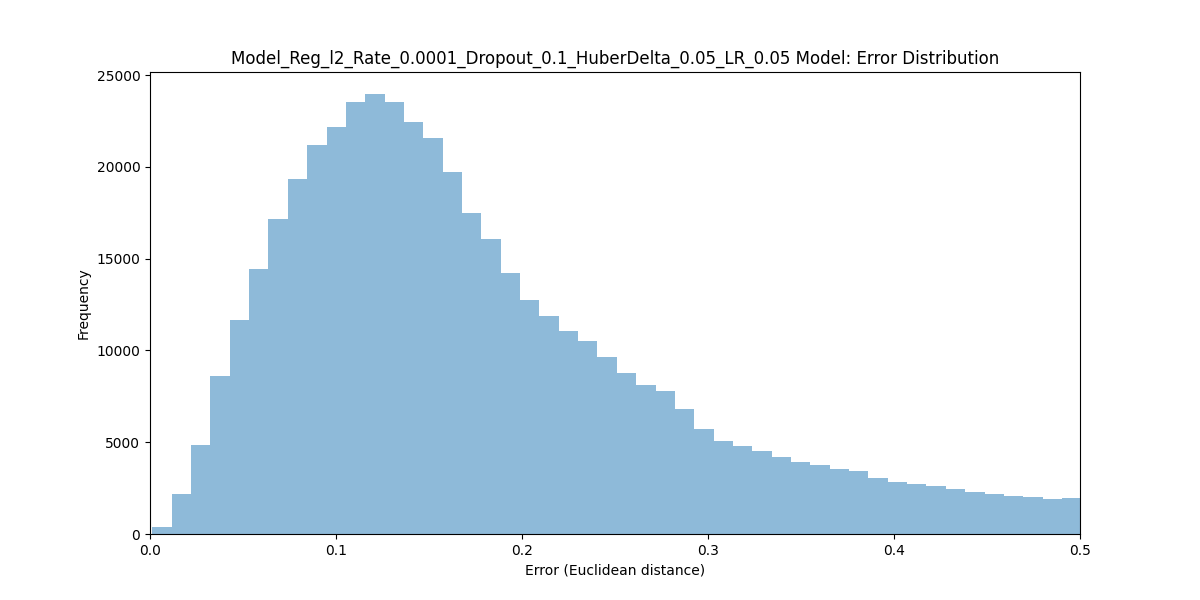 Model_Reg_l2_Rate_0.0001_Dropout_0.1_HuberDelta_0.05_LR_0.05 Model: Error Distribution
Frequency
25000
20000
15000
10000
5000
0
0.0 0.1 0.2 0.3 0.4 0.5
Error (Euclidean distance)